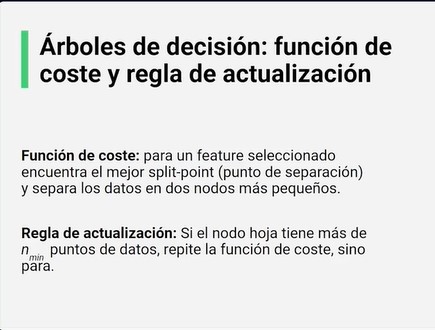 Árboles de decisión: función de
coste y regla de actualización
Función de coste: para un feature seleccionado
encuentra el mejor split-point (punto de separación)
y separa los datos en dos nodos más pequeños.
Regla de actualización: Si el nodo hoja tiene más de
n_min puntos de datos, repite la función de coste, sino
para.